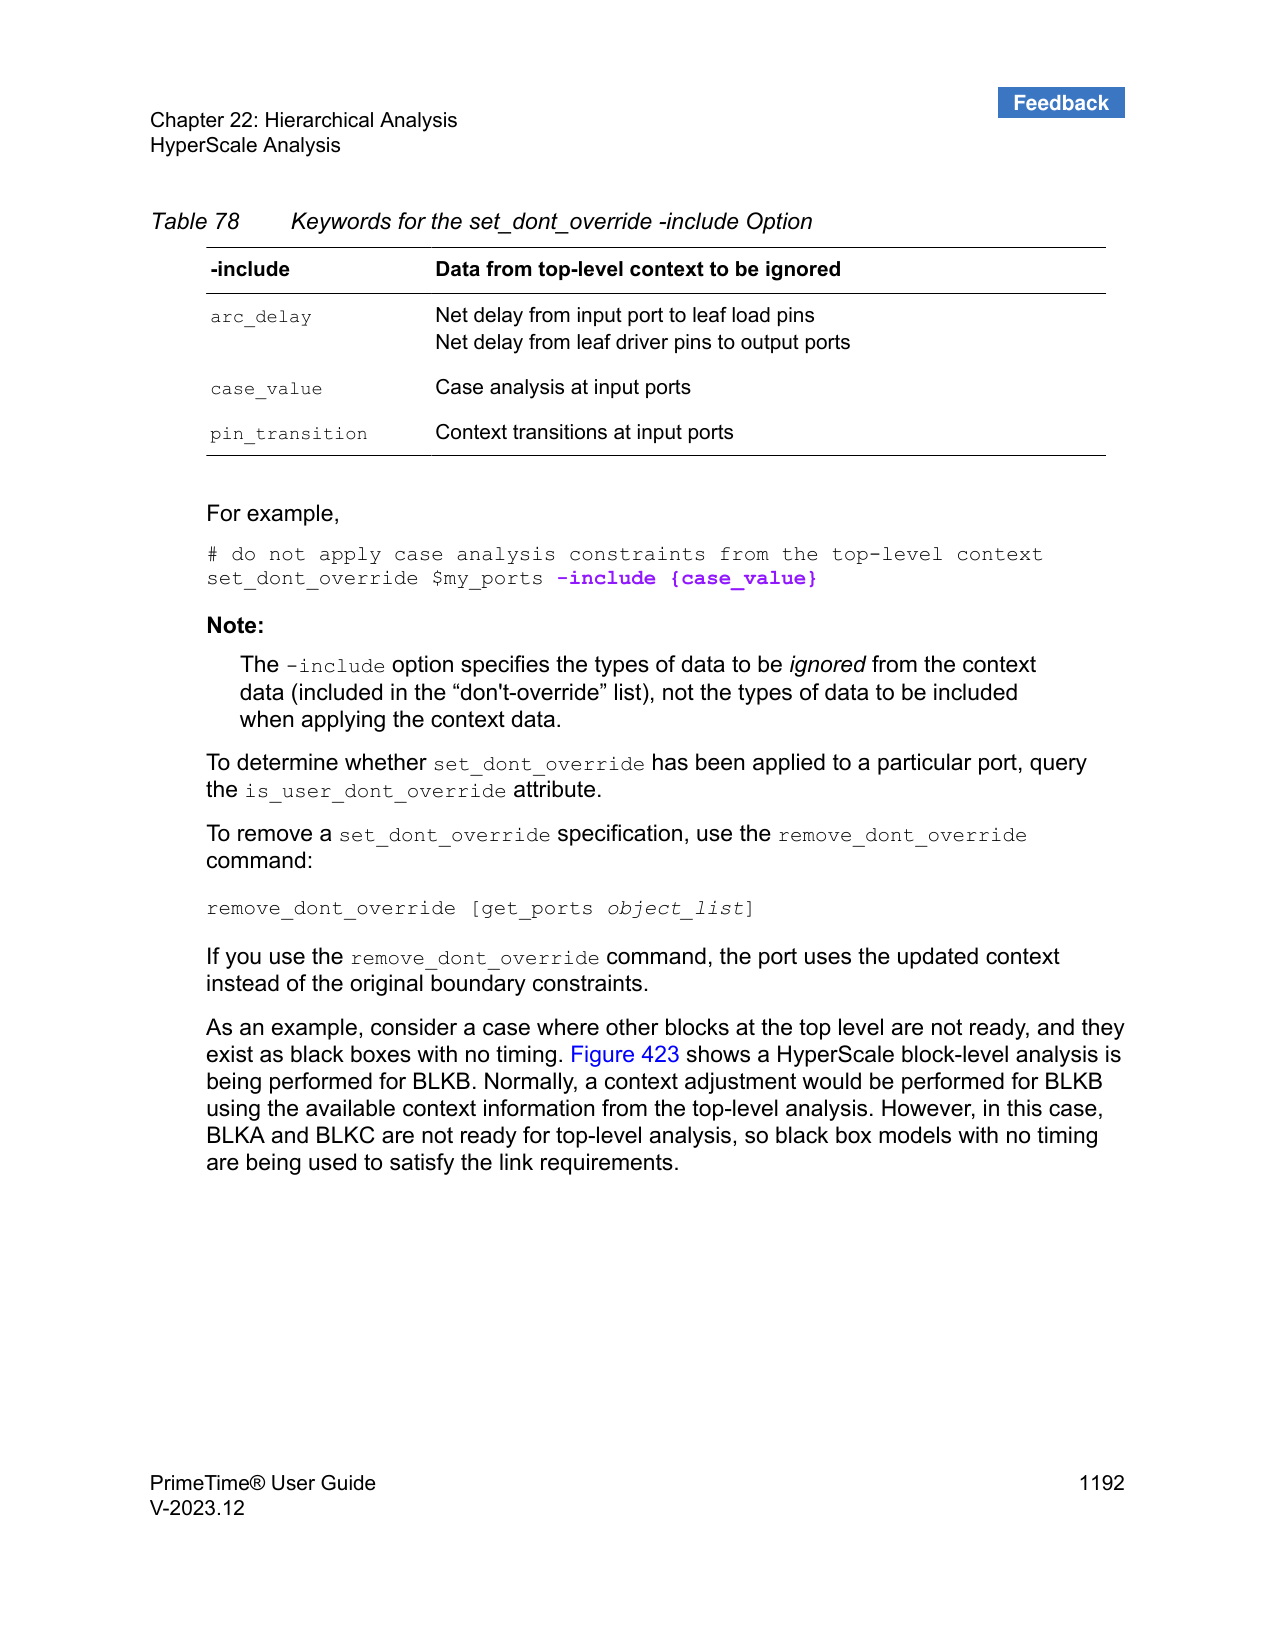 Feedback
Chapter 22: Hierarchical Analysis
HyperScale Analysis
Table 78 Keywords for the set_dont_override -include Option
-include Data from top-level context to be ignored
arc_delay Net delay from input port to leaf load pins
Net delay from leaf driver pins to output ports
case_value Case analysis at input ports
pin_transition Context transitions at input ports
For example,
# do not apply case analysis constraints from the top-level context
set_dont_override $my_ports -include {case_value}
Note:
The -include option specifies the types of data to be ignored from the context
data (included in the “don't-override” list), not the types of data to be included
when applying the context data.
To determine whether set_dont_override has been applied to a particular port, query
the is_user_dont_override attribute.
To remove a set_dont_override specification, use the remove_dont_override
command:
remove_dont_override [get_ports object_list]
If you use the remove_dont_override command, the port uses the updated context
instead of the original boundary constraints.
As an example, consider a case where other blocks at the top level are not ready, and they
exist as black boxes with no timing. Figure 423 shows a HyperScale block-level analysis is
being performed for BLKB. Normally, a context adjustment would be performed for BLKB
using the available context information from the top-level analysis. However, in this case,
BLKA and BLKC are not ready for top-level analysis, so black box models with no timing
are being used to satisfy the link requirements.
PrimeTime® User Guide 1192
V-2023.12